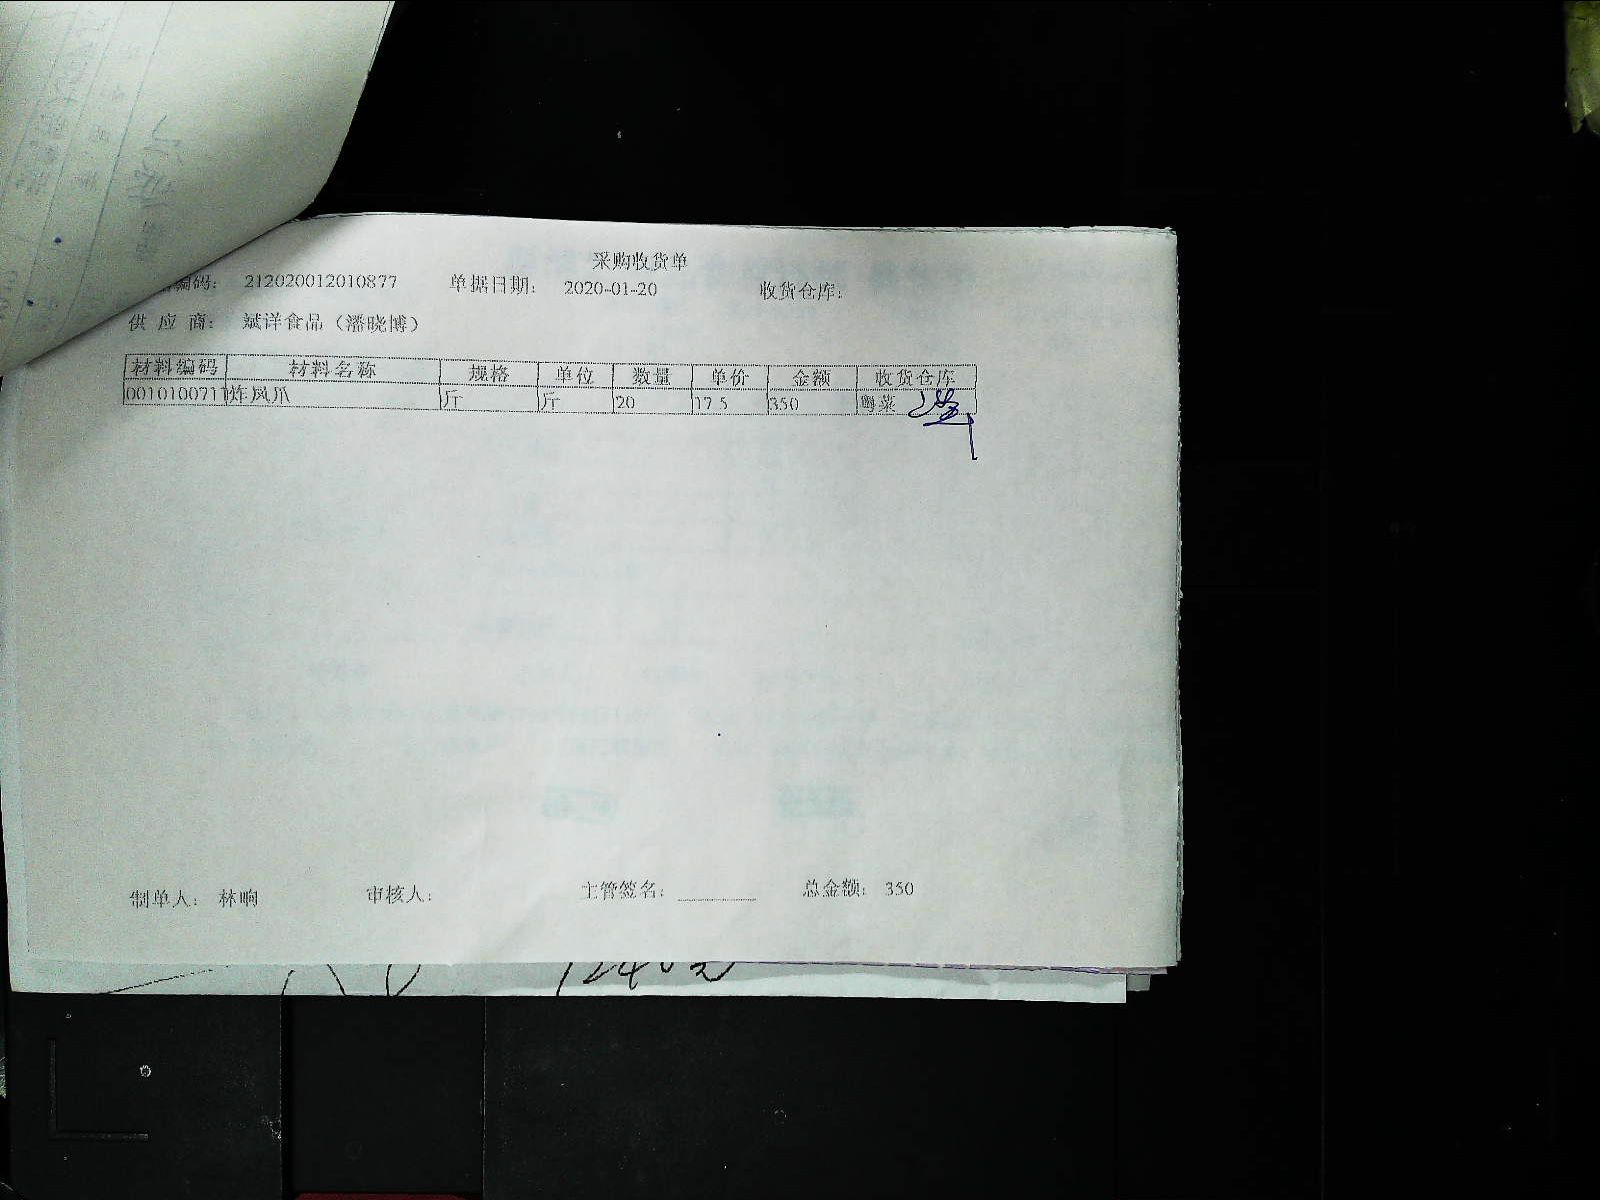 采购收货单
编码： 212020012010877 单据日期： 2020-01-20 收货仓库：
供 应 商： 斌洋食品（潘晓博）
材料编码 材料名称 规格 单位 数量 单价 金额 收货仓库
0010100711 炸凤爪 斤 斤 20 17.5 350 粤菜
制单人： 林晌 审核人： 主管签名： 总金额： 350